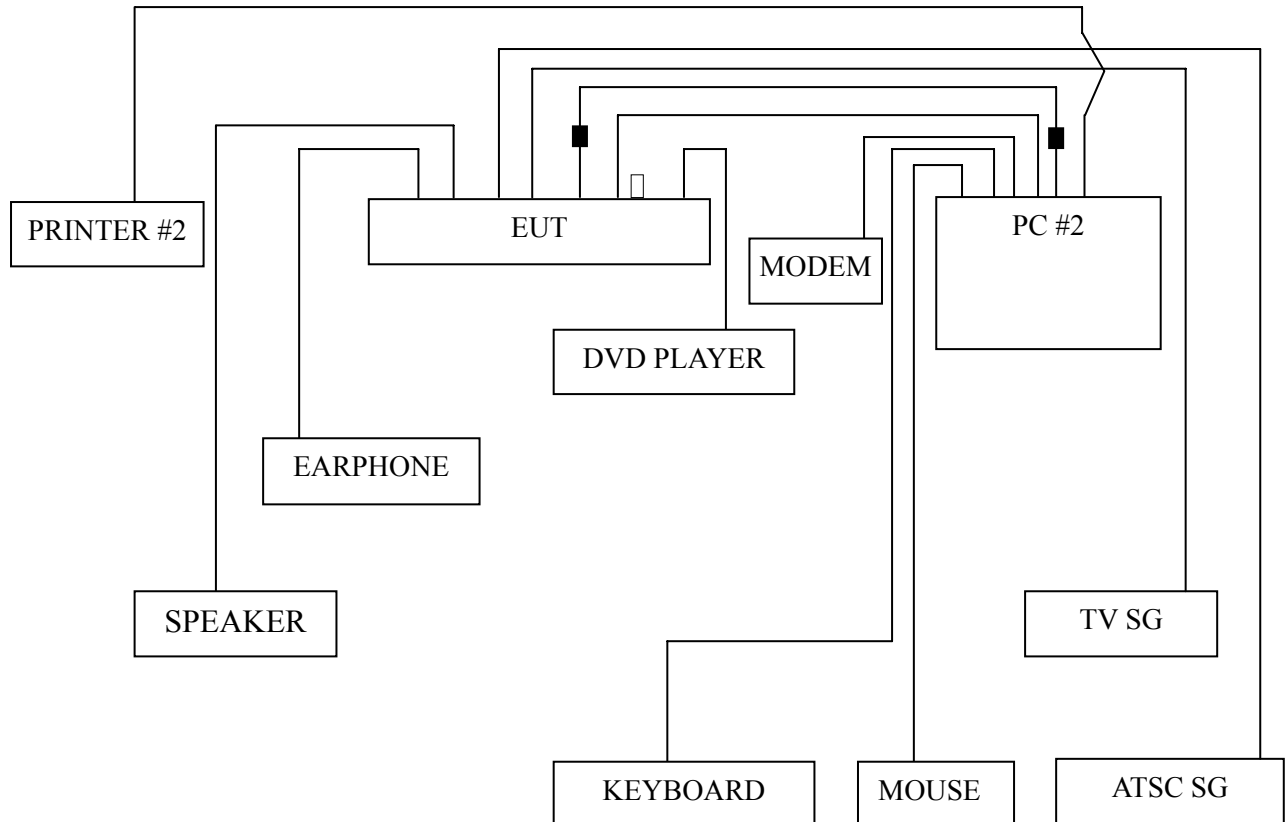 PRINTER #2
EUT
PC #2
MODEM
DVD PLAYER
EARPHONE
SPEAKER
TV SG
KEYBOARD
MOUSE
ATSC SG